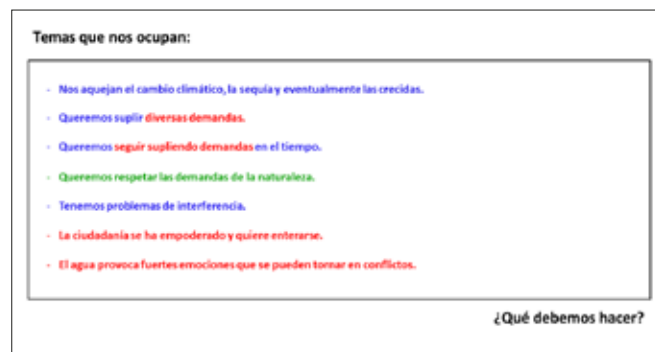 Temas que nos ocupan:
- Nos aquejan el cambio climático, la sequía y eventualmente las crecidas.
- Queremos suplir diversas demandas.
- Queremos seguir supliendo demandas en el tiempo.
- Queremos respetar las demandas de la naturaleza.
- Tenemos problemas de interferencia.
- La ciudadanía se ha empoderado y quiere enterarse.
- El agua provoca fuertes emociones que se pueden tornar en conflictos.
¿Qué debemos hacer?